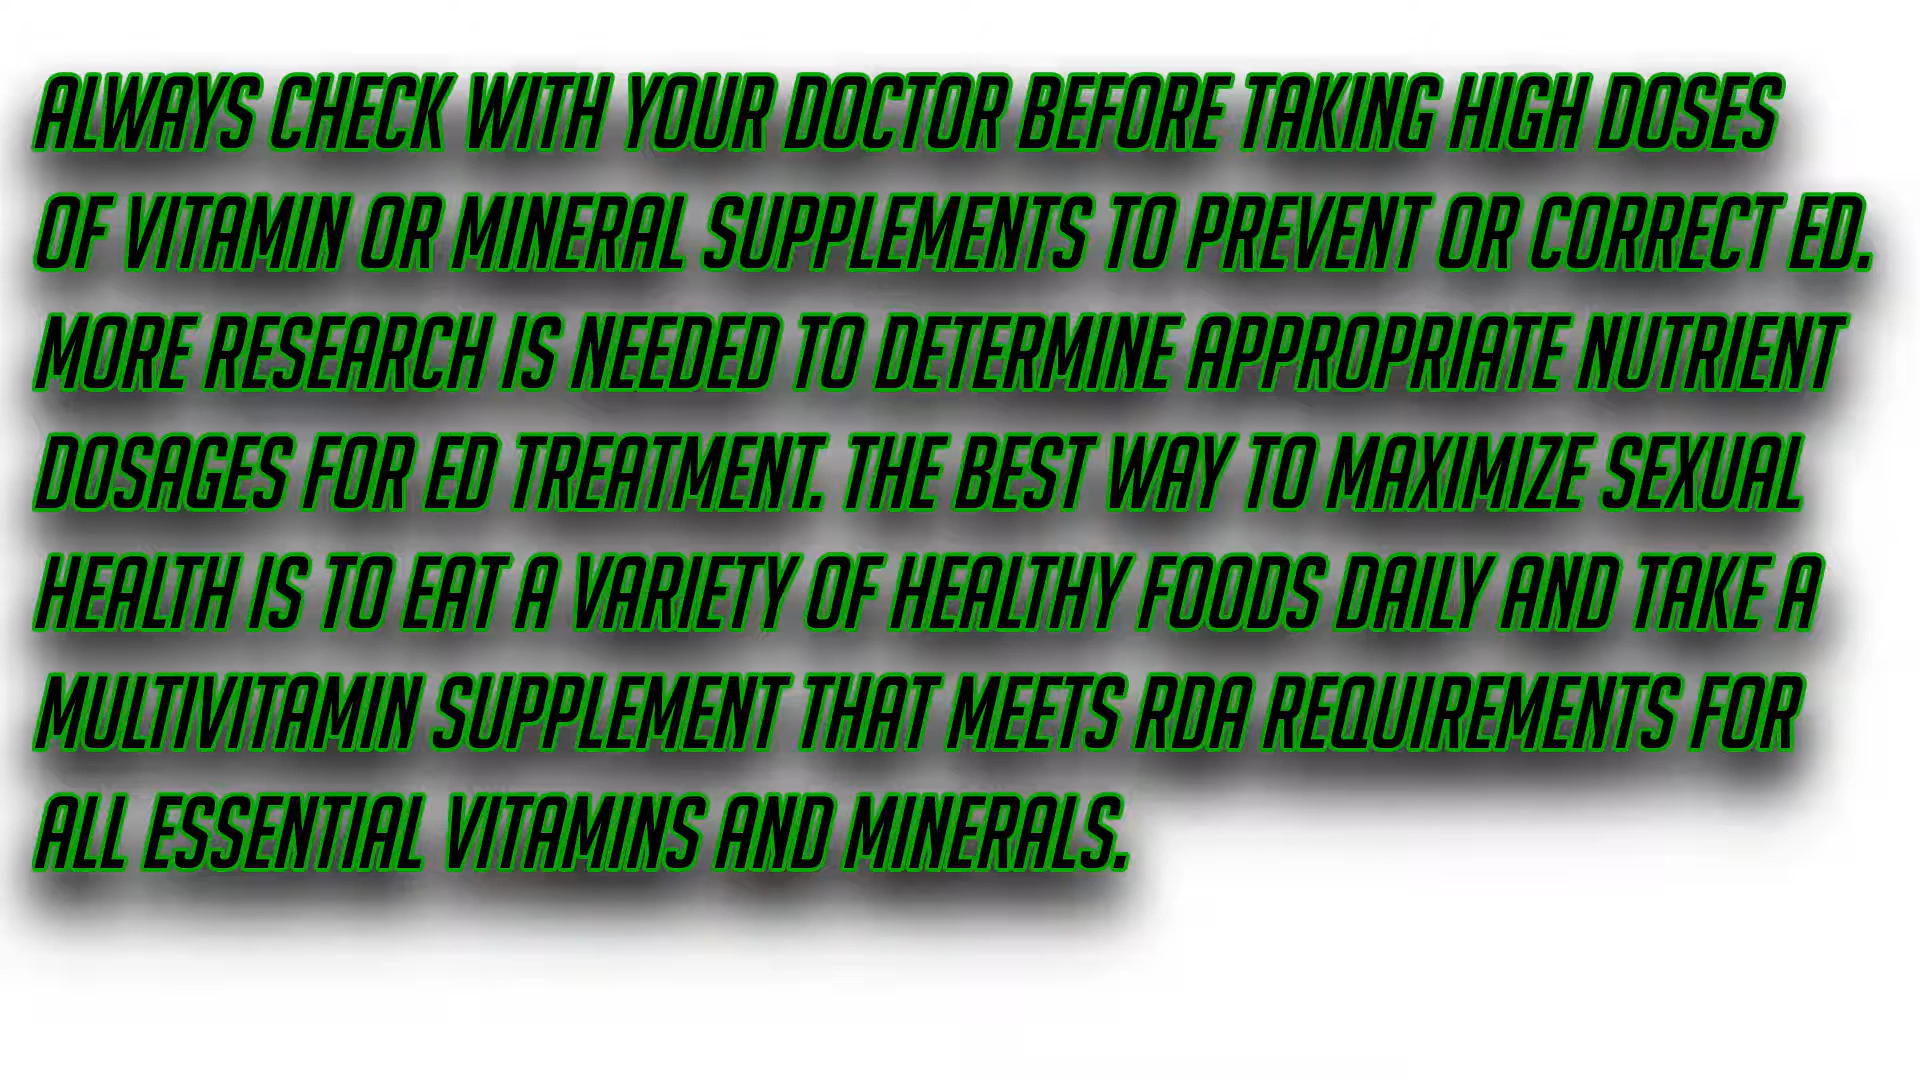 ALWAYS CHECK WITH YOUR DOCTOR BEFORE TAKING HIGH DOSES
OF VITAMIN OR MINERAL SUPPLEMENTS TO PREVENT OR CORRECT ED.
MORE RESEARCH IS NEEDED TO DETERMINE APPROPRIATE NUTRIENT
DOSAGES FOR ED TREATMENT. THE BEST WAY TO MAXIMIZE SEXUAL
HEALTH IS TO EAT A VARIETY OF HEALTHY FOODS DAILY AND TAKE A
MULTIVITAMIN SUPPLEMENT THAT MEETS RDA REQUIREMENTS FOR
ALL ESSENTIAL VITAMINS AND MINERALS.